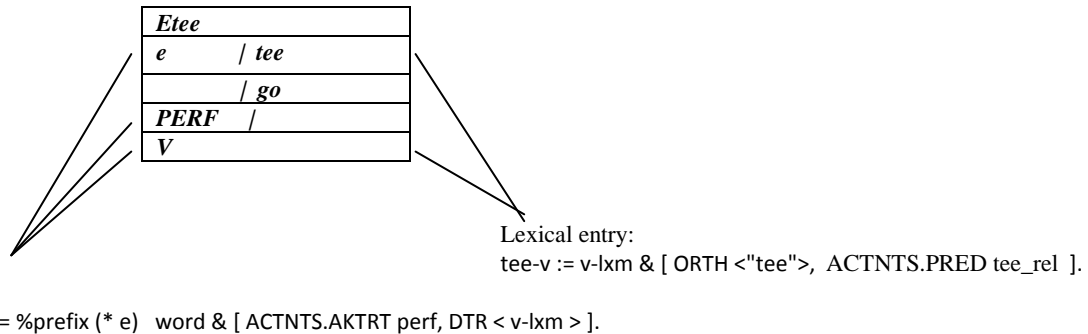 Etee
e | tee
| go
PERF |
V
Lexical entry:
tee-v := v-lxm & [ ORTH <"tee">, ACTNTS.PRED tee_rel ].
= %prefix (* e) word & [ ACTNTS.AKTRT perf, DTR < v-lxm > ].